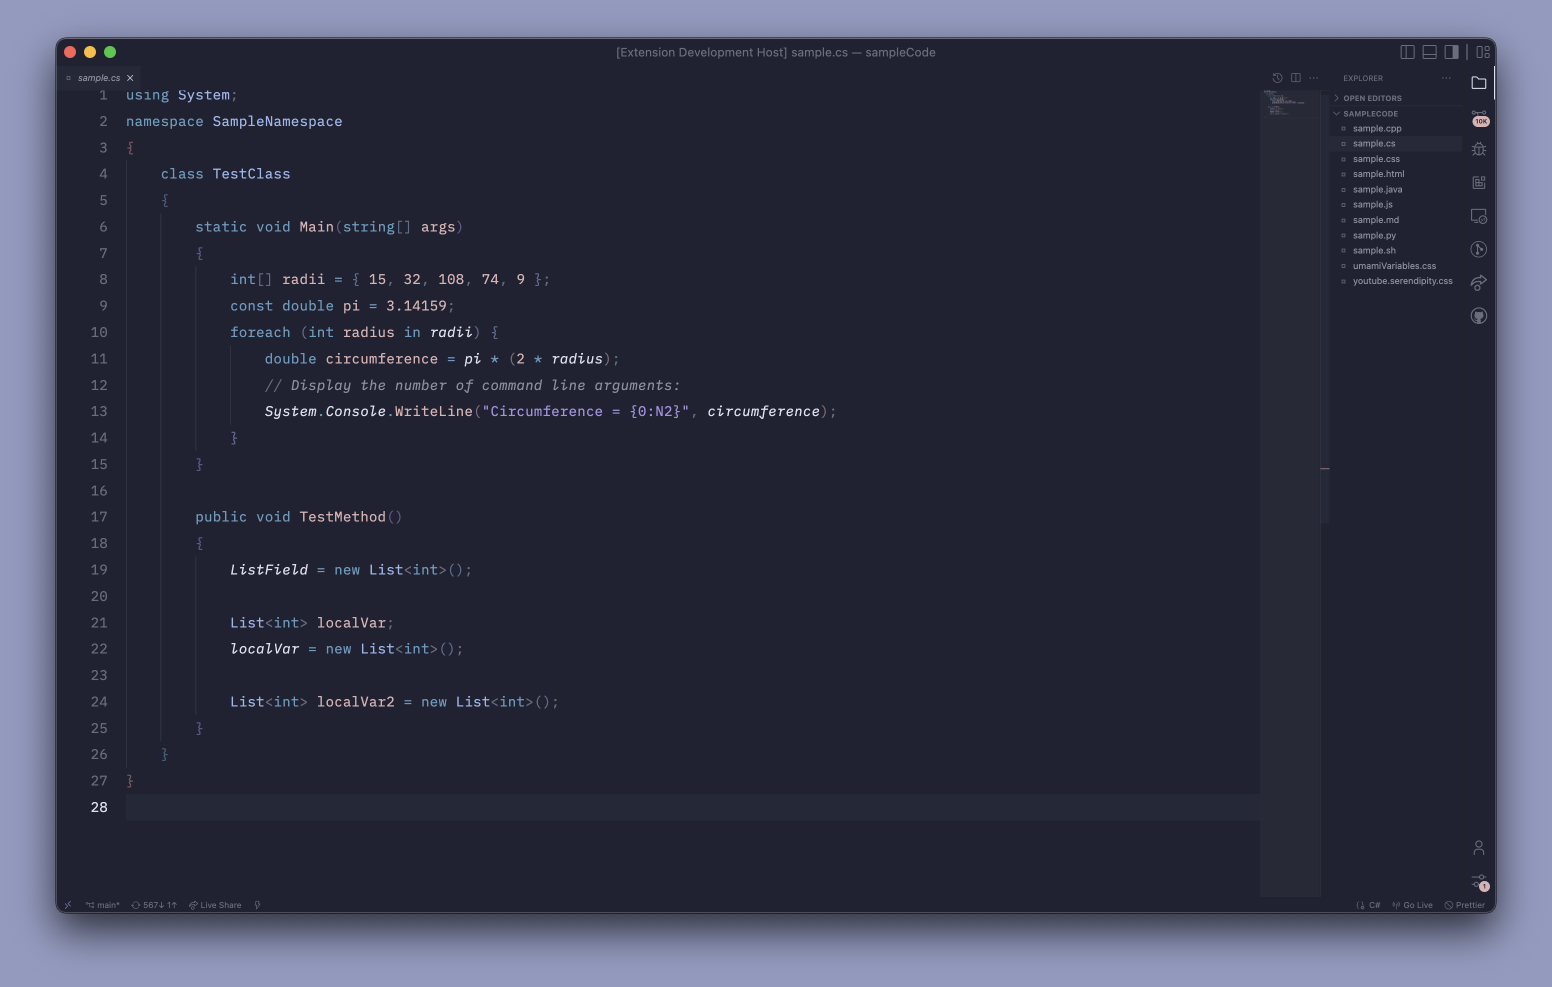 [Extension Development Host] sample.cs — sampleCode
sample.cs
1 using System;
2 namespace SampleNamespace
3 {
4 class TestClass
5 {
6 static void Main(string[] args)
7 {
8 int[] radii = { 15, 32, 108, 74, 9 };
9 const double pi = 3.14159;
10 foreach (int radius in radii) {
11 double circumference = pi * (2 * radius);
12 // Display the number of command line arguments:
13 System.Console.WriteLine("Circumference = {0:N2}", circumference);
14 }
15 }
16
17 public void TestMethod()
18 {
19 ListField = new List<int>();
20
21 List<int> localVar;
22 localVar = new List<int>();
23
24 List<int> localVar2 = new List<int>();
25 }
26 }
27 }
28
EXPLORER
OPEN EDITORS
SAMPLECODE
sample.cpp
sample.cs
sample.css
sample.html
sample.java
sample.js
sample.md
sample.py
sample.sh
umamiVariables.css
youtube.serendipity.css
10K
1
main* 567↓ 1↑ Live Share
C# Go Live Prettier